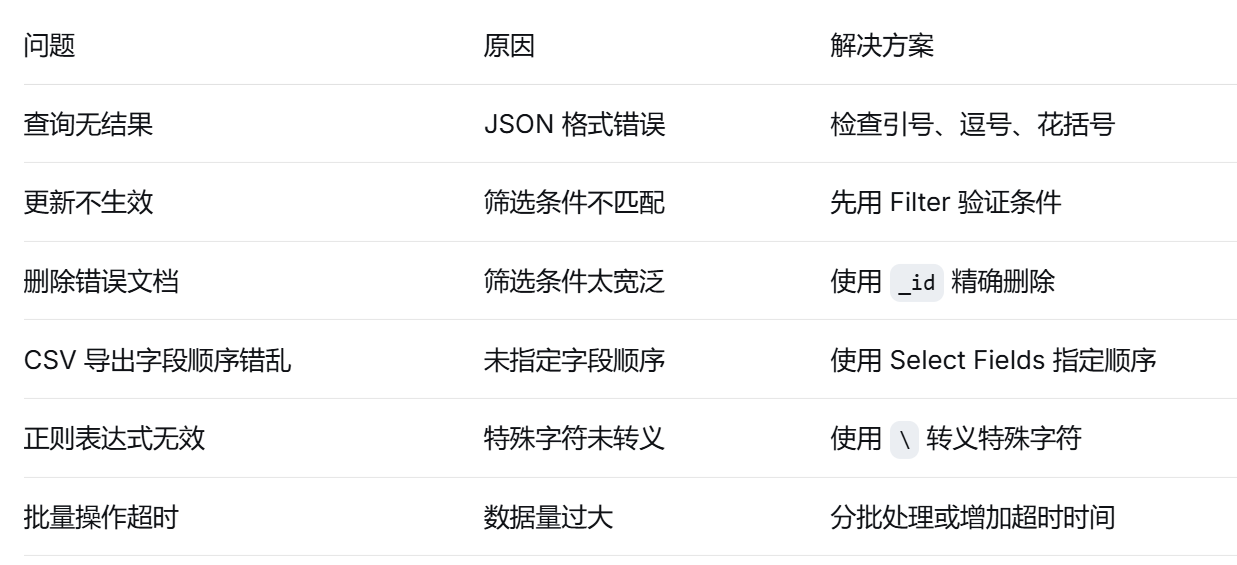 问题 原因 解决方案
查询无结果 JSON 格式错误 检查引号、逗号、花括号
更新不生效 筛选条件不匹配 先用 Filter 验证条件
删除错误文档 筛选条件太宽泛 使用 _id 精确删除
CSV 导出字段顺序错乱 未指定字段顺序 使用 Select Fields 指定顺序
正则表达式无效 特殊字符未转义 使用 \ 转义特殊字符
批量操作超时 数据量过大 分批处理或增加超时时间